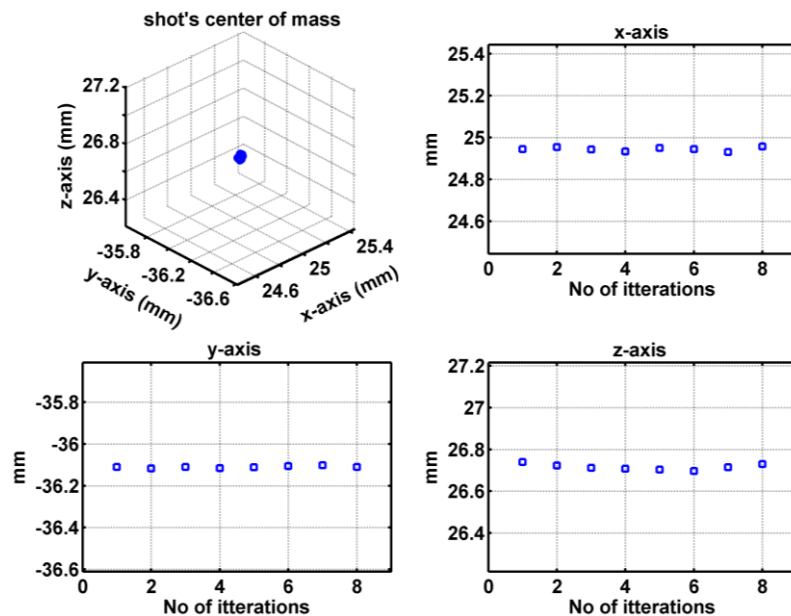 shot's center of mass
27.2
26.8
26.4
z-axis (mm)
-35.8
-36.2
-36.6
y-axis (mm)
24.6
25
25.4
x-axis (mm)
x-axis
25.4
25.2
25
24.8
24.6
mm
0 2 4 6 8
No of itterations
y-axis
-35.8
-36
-36.2
-36.4
-36.6
mm
0 2 4 6 8
No of itterations
z-axis
27.2
27
26.8
26.6
26.4
mm
0 2 4 6 8
No of itterations